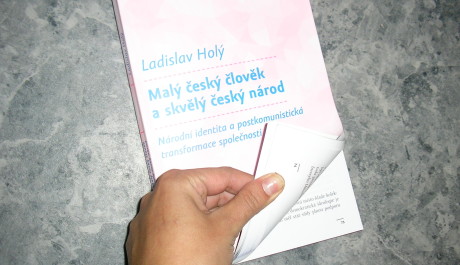 Ladislav Holý
Malý český člověk
a skvělý český národ
Národní identita a postkomunistická
transformace společnosti